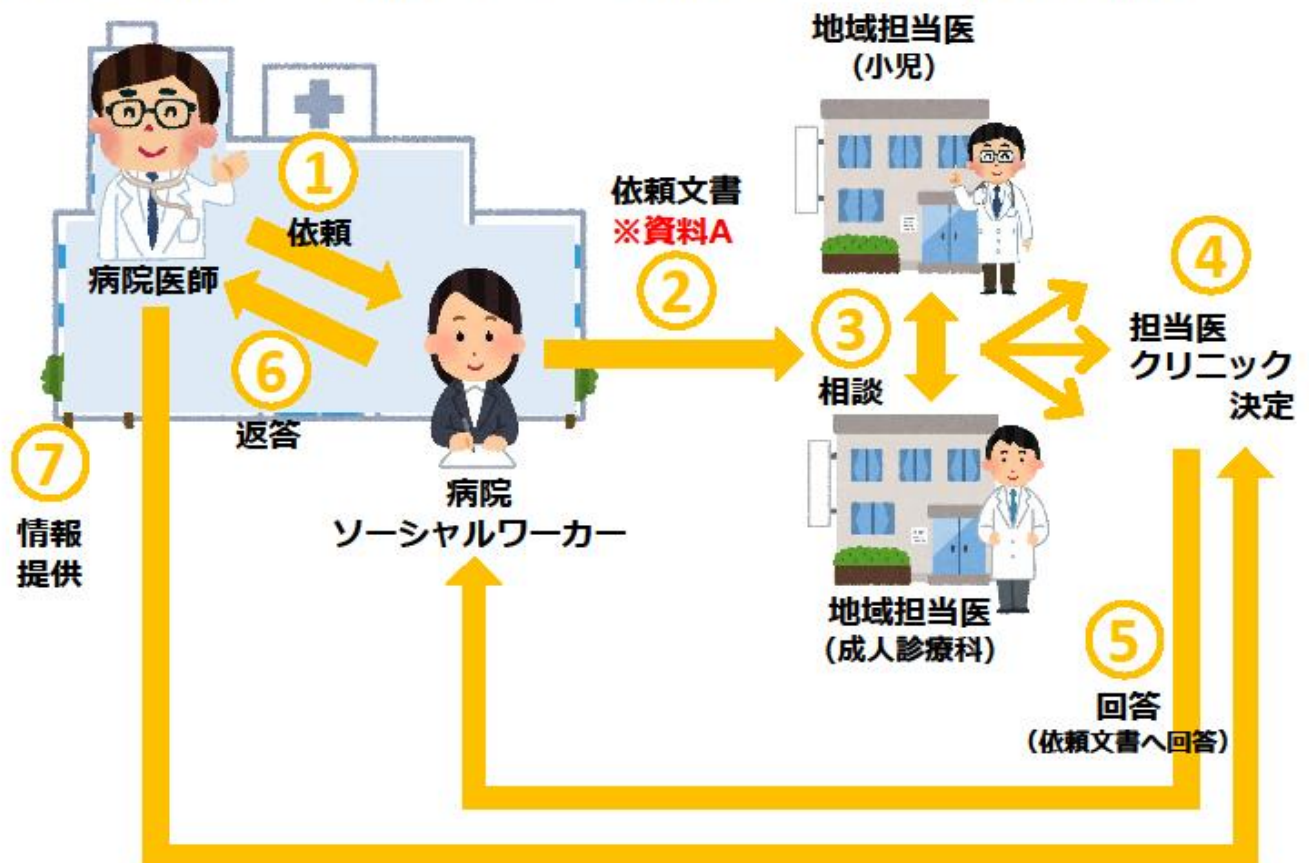 地域担当医
(小児)
①
依頼
病院医師
依頼文書
※資料A
②
③
相談
④
担当医
クリニック
決定
⑥
返答
⑦
情報
提供
病院
ソーシャルワーカー
地域担当医
(成人診療科)
⑤
回答
（依頼文書へ回答）